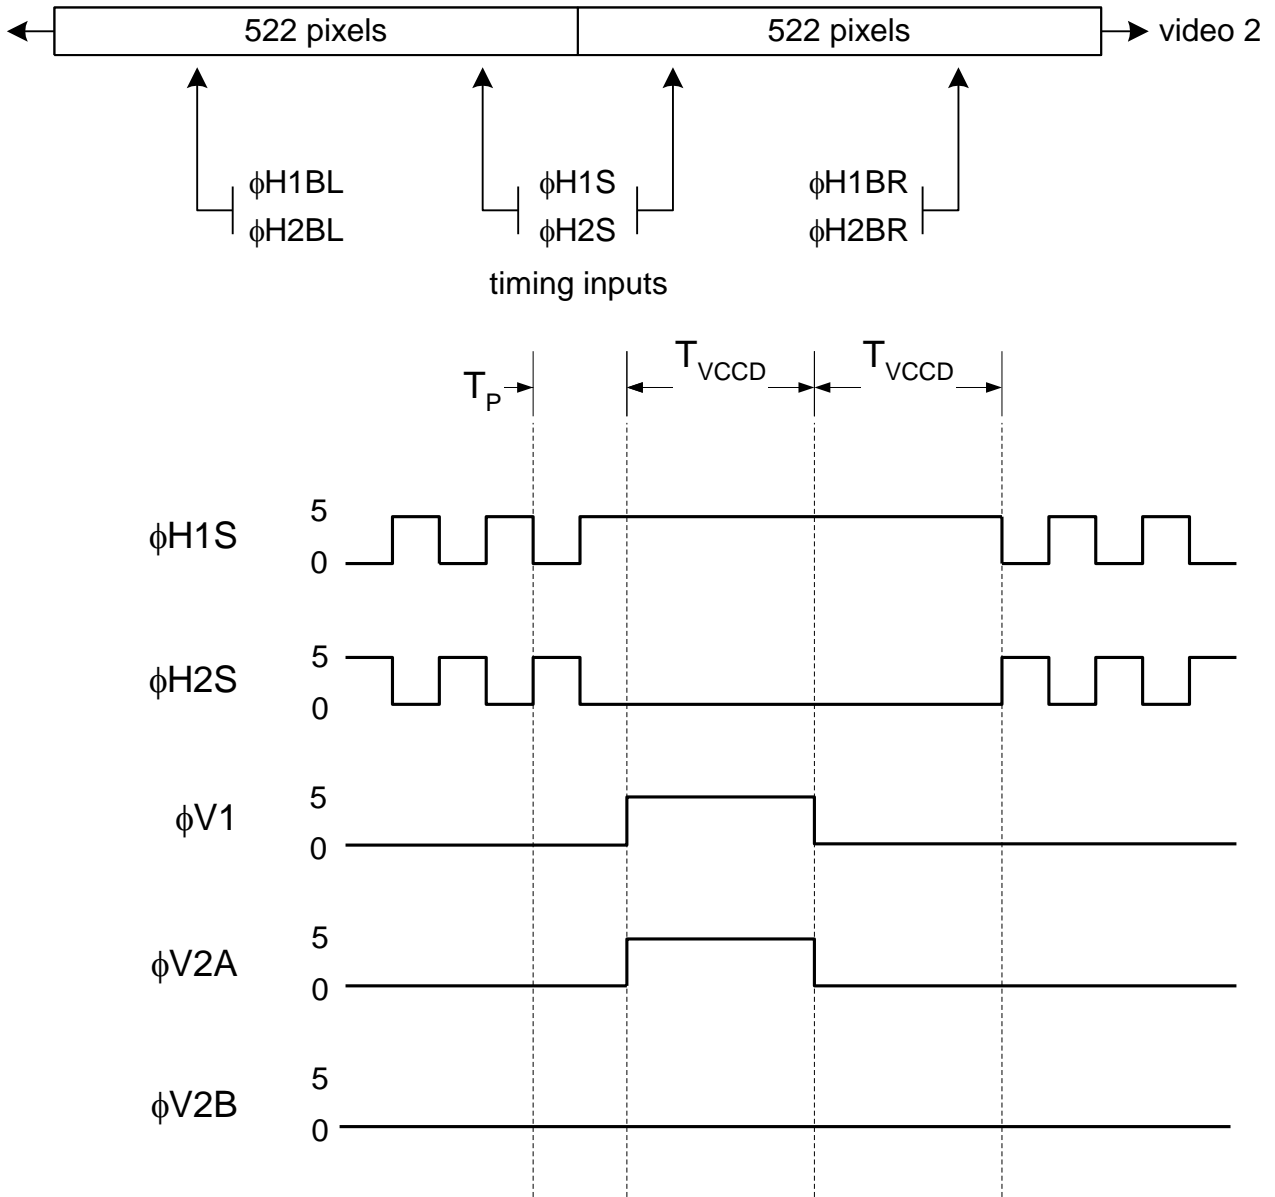 522 pixels 522 pixels video 2
ϕH1BL ϕH1S ϕH1BR
ϕH2BL ϕH2S ϕH2BR
timing inputs
T_P T_VCCD T_VCCD
ϕH1S 5 0
ϕH2S 5 0
ϕV1 5 0
ϕV2A 5 0
ϕV2B 5 0